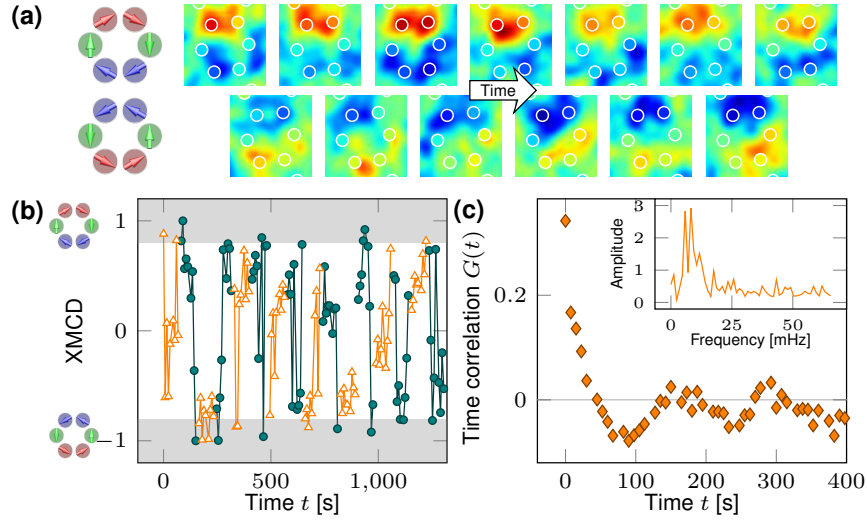 (a)
Time
(b)
XMCD
1
0
−1
0
500
1,000
Time t [s]
(c)
Time correlation G(t)
0.2
0
0
100
200
300
400
Time t [s]
Amplitude
3
2
1
0
0
25
50
Frequency [mHz]